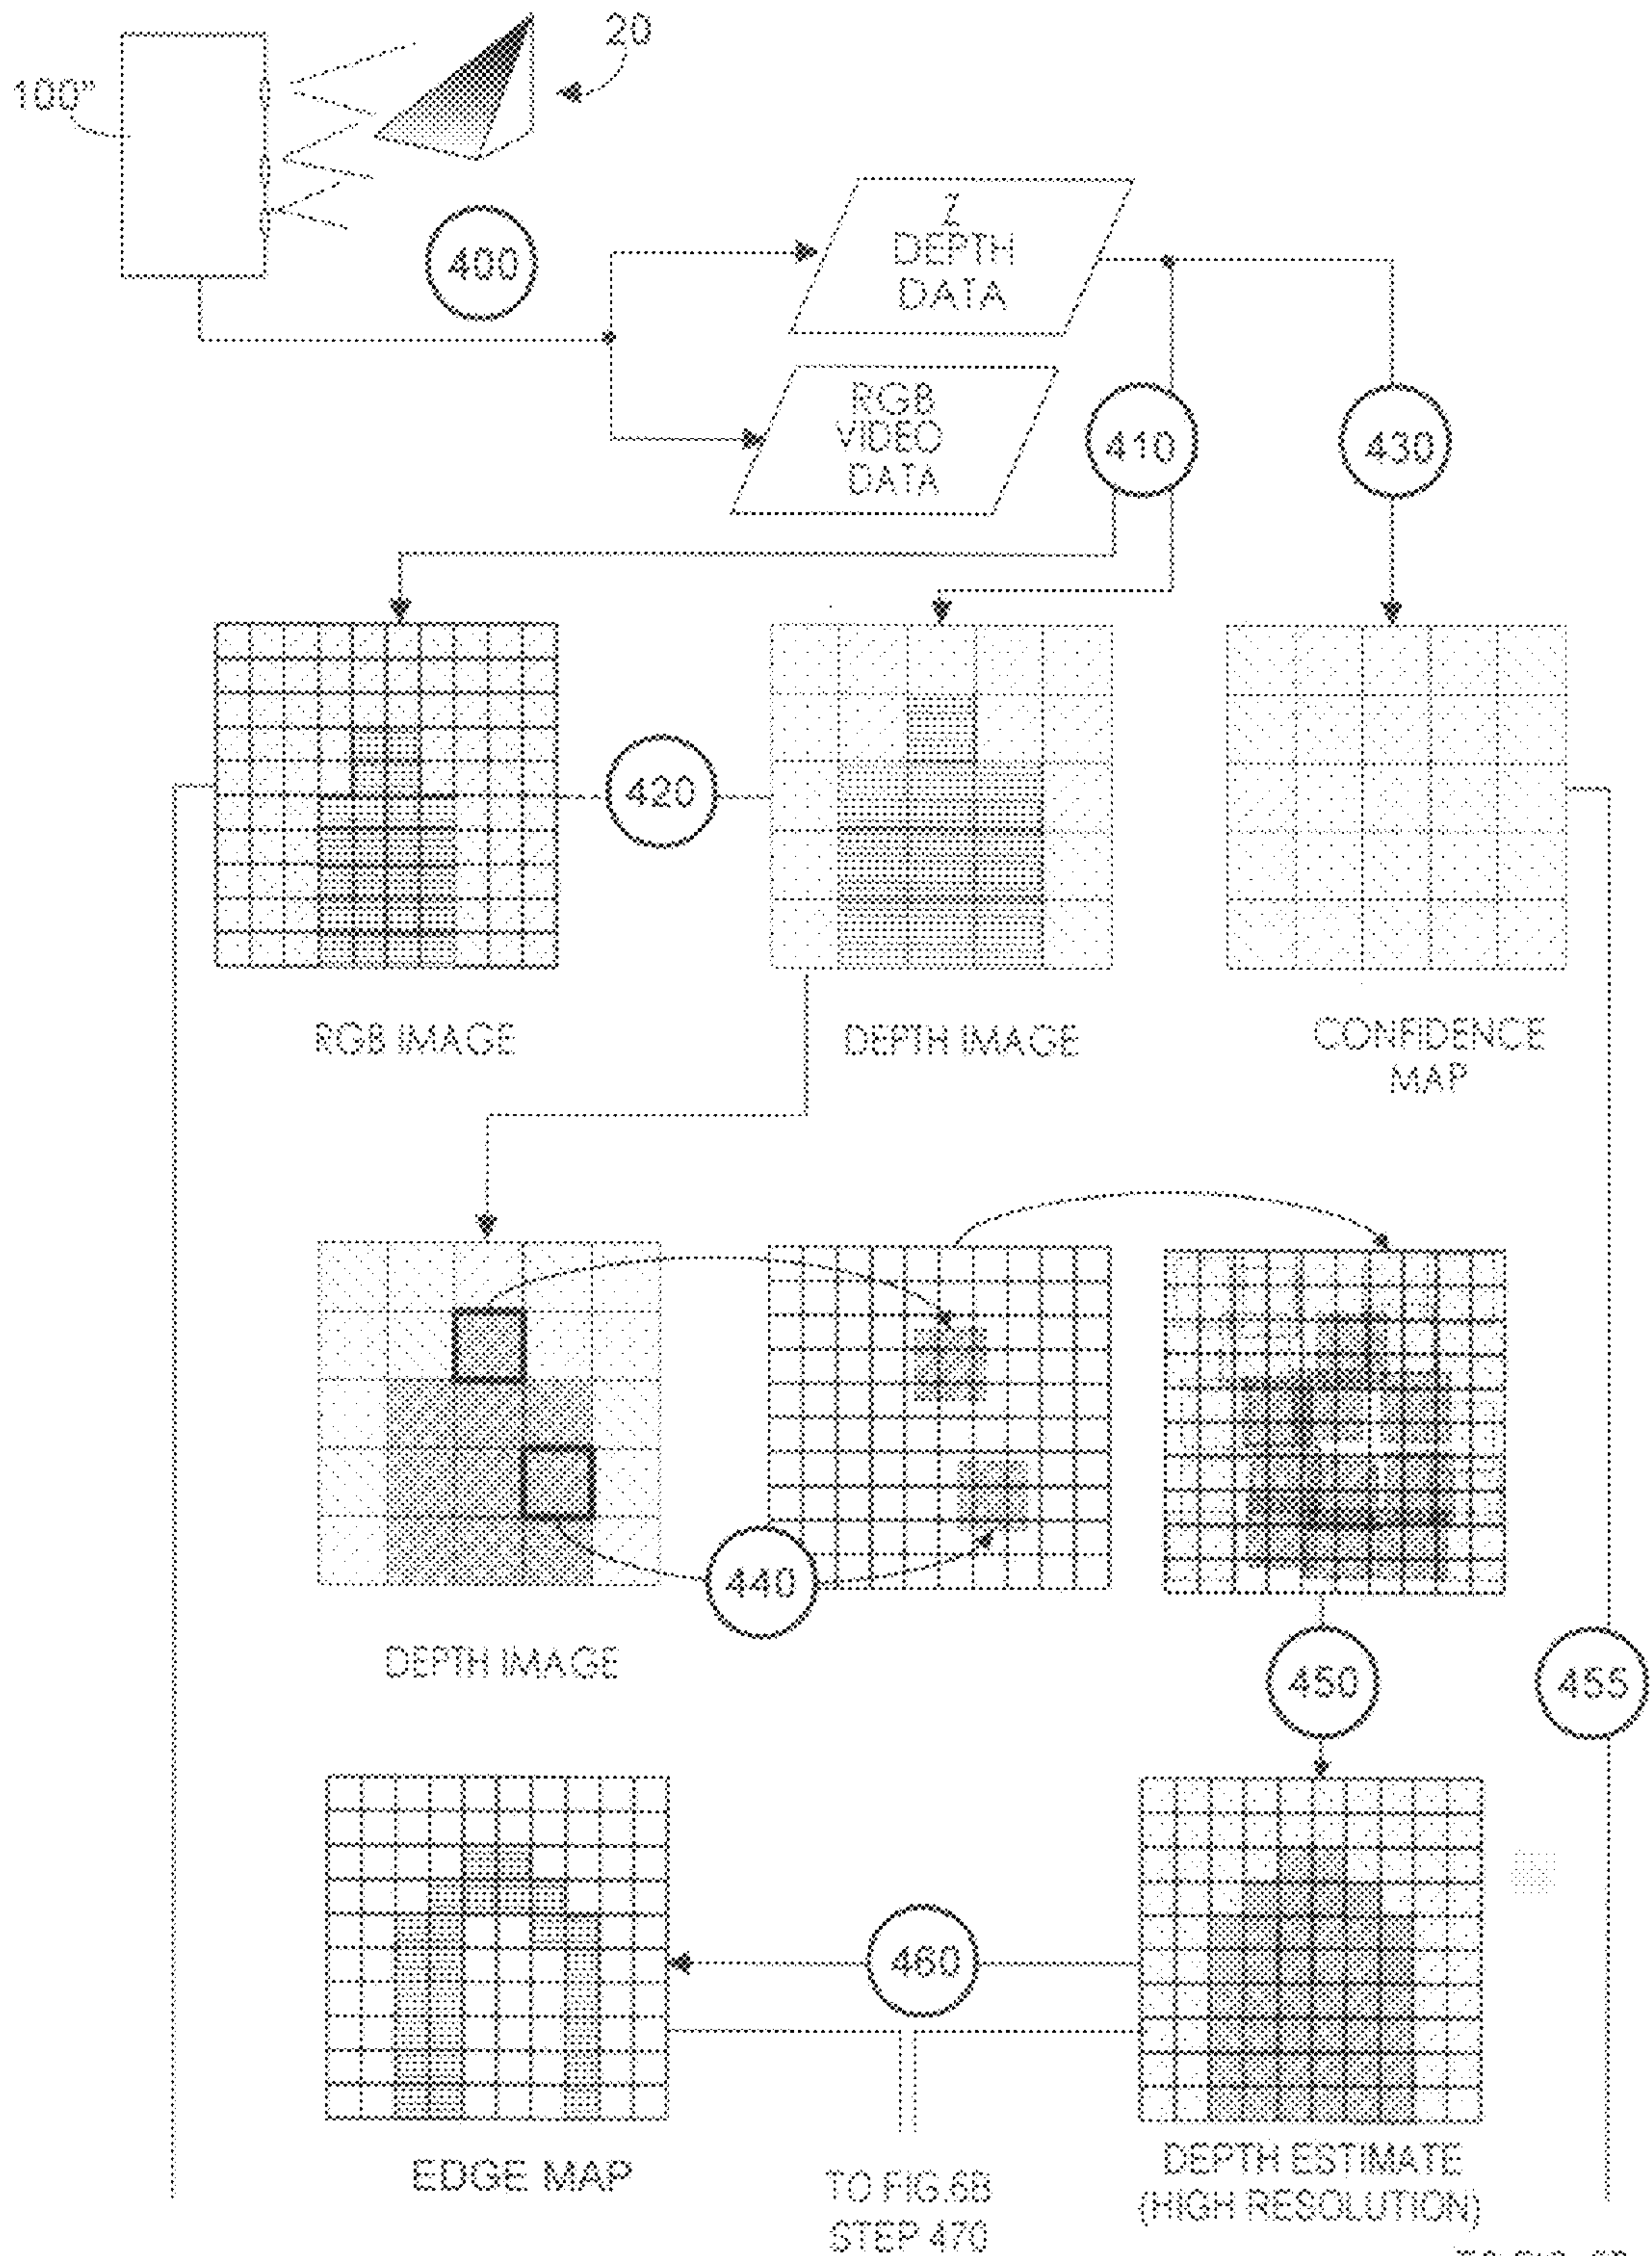 20
100"
400
Z
DEPTH
DATA
RGB
VIDEO
DATA
410
430
420
RGB IMAGE
DEPTH IMAGE
CONFIDENCE
MAP
440
DEPTH IMAGE
450
455
460
EDGE MAP
TO FIG.6B
STEP 470
DEPTH ESTIMATE
(HIGH RESOLUTION)